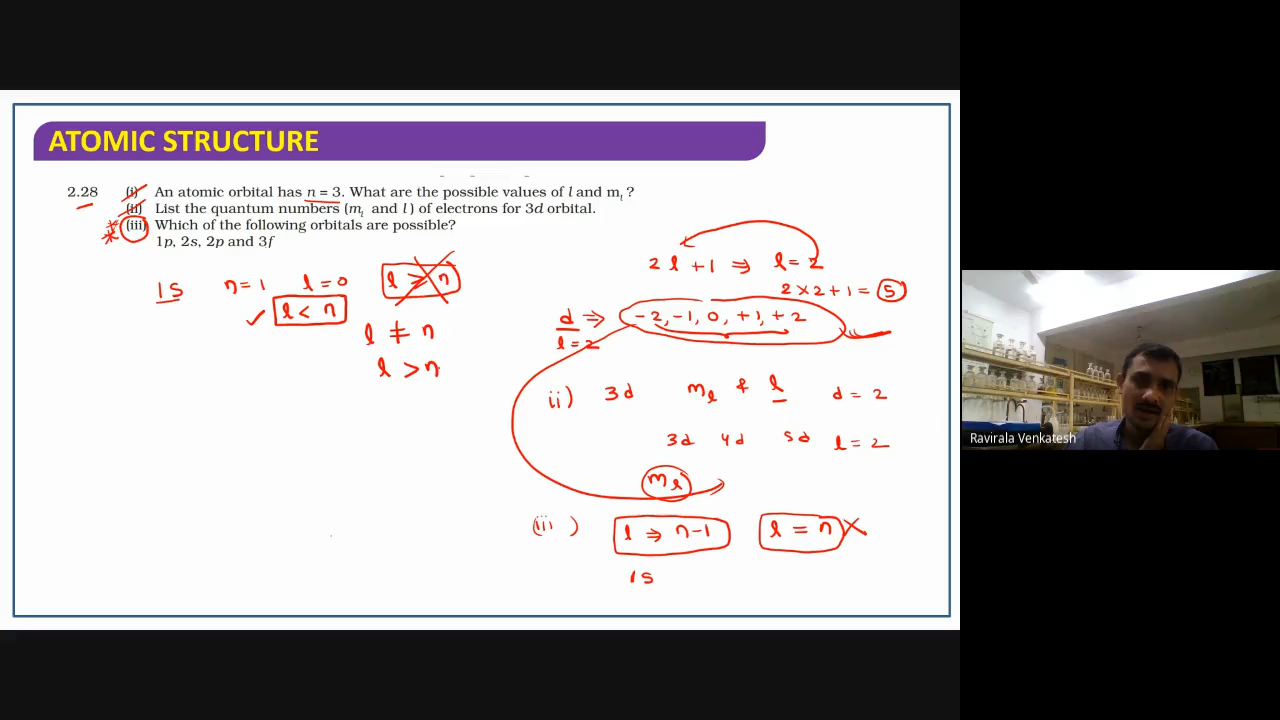 ATOMIC STRUCTURE
2.28 (i) An atomic orbital has n = 3. What are the possible values of l and mₗ ?
(ii) List the quantum numbers (mₗ and l ) of electrons for 3d orbital.
(iii) Which of the following orbitals are possible?
1p, 2s, 2p and 3f
1s n=1 l=0 l ≥ n
l < n
l ≠ n
l > n
2l+1 ⇒ l=2
2×2+1=5
d ⇒ -2,-1,0,+1,+2
l=2
ii) 3d mₗ & l d=2
3d 4d 5d l=2
mₗ
(iii) l ⇒ n-1 l = n X
1s
Ravirala Venkatesh